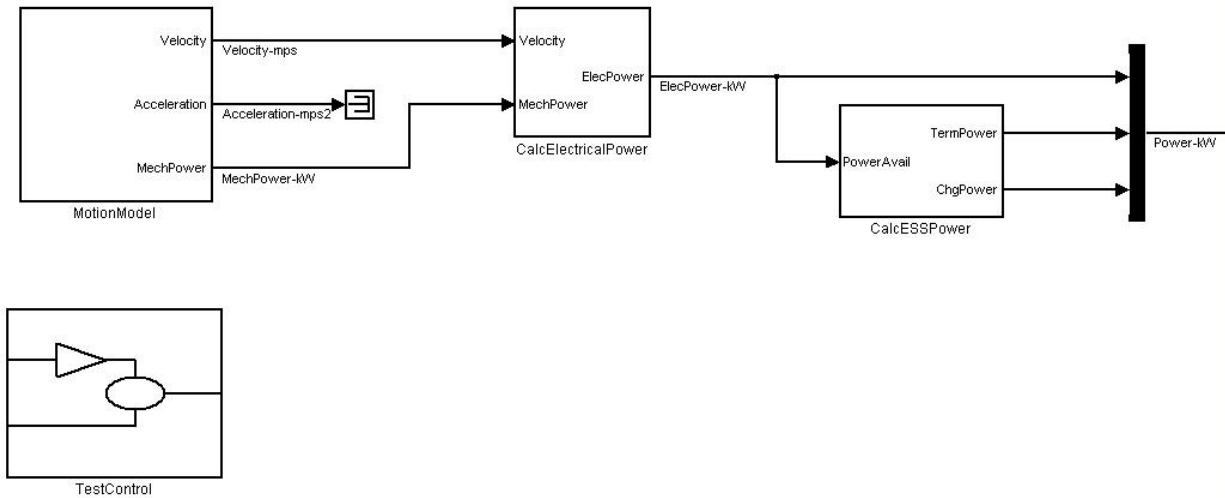 Velocity
Velocity-mps
Acceleration
Acceleration-mps2
MechPower
MechPower-kW
MotionModel
Velocity
ElecPower
MechPower
CalcElectricalPower
ElecPower-kW
PowerAvail
TermPower
ChgPower
CalcESSPower
Power-kW
TestControl